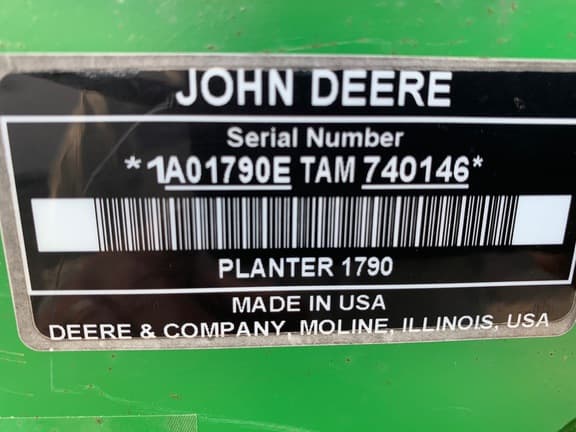 JOHN DEERE
Serial Number
*1A01790E TAM 740146*
PLANTER 1790
MADE IN USA
DEERE & COMPANY, MOLINE, ILLINOIS, USA